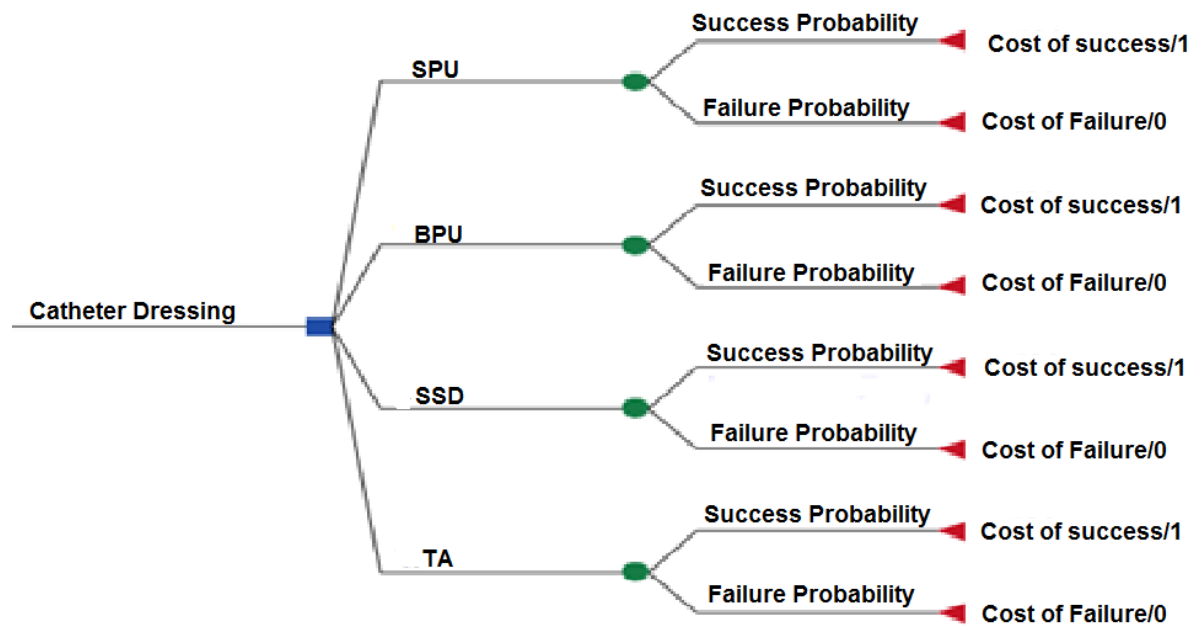 Success Probability
Cost of success/1
SPU
Failure Probability
Cost of Failure/0
Success Probability
Cost of success/1
BPU
Failure Probability
Cost of Failure/0
Catheter Dressing
Success Probability
Cost of success/1
SSD
Failure Probability
Cost of Failure/0
Success Probability
Cost of success/1
TA
Failure Probability
Cost of Failure/0